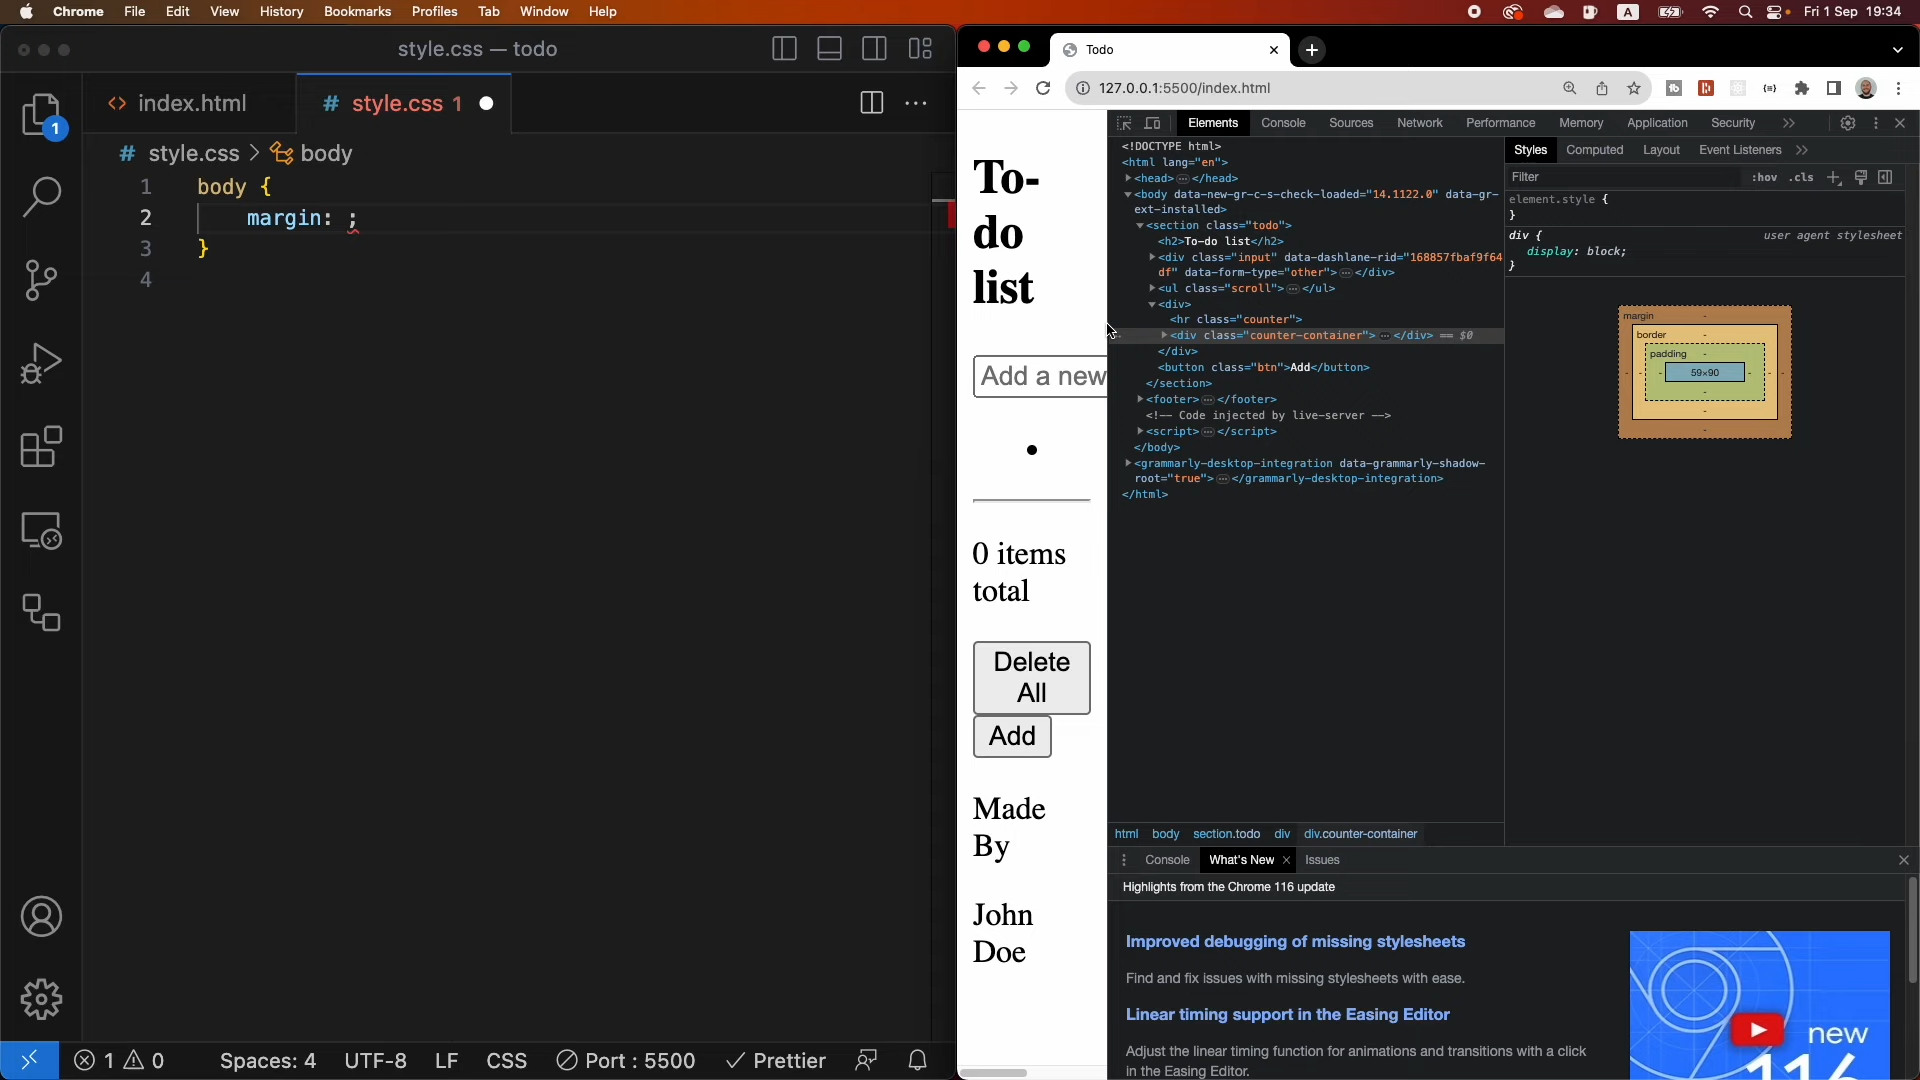 Chrome File Edit View History Bookmarks Profiles Tab Window Help
A
Fri 1 Sep 19:34
style.css — todo
<> index.html
# style.css 1
# style.css > body
1 body {
2 margin: ;
3 }
4
1
1 0 Spaces: 4 UTF-8 LF CSS Port : 5500 Prettier
Todo
127.0.0.1:5500/index.html
To-
do
list
Add a new
0 items
total
Delete
All
Add
Made
By
John
Doe
Elements Console Sources Network Performance Memory Application Security
<!DOCTYPE html>
<html lang="en">
<head>…</head>
<body data-new-gr-c-s-check-loaded="14.1122.0" data-gr-
ext-installed>
<section class="todo">
<h2>To-do list</h2>
<div class="input" data-dashlane-rid="168857fbaf9f64
df" data-form-type="other">…</div>
<ul class="scroll">…</ul>
<div>
<hr class="counter">
<div class="counter-container">…</div> == $0
</div>
<button class="btn">Add</button>
</section>
<footer>…</footer>
<!-- Code injected by live-server -->
<script>…</script>
</body>
<grammarly-desktop-integration data-grammarly-shadow-
root="true">…</grammarly-desktop-integration>
</html>
html body section.todo div div.counter-container
Styles Computed Layout Event Listeners
Filter :hov .cls
element.style {
}
div { user agent stylesheet
display: block;
}
margin -
border -
padding -
- - - 59×90 - - -
-
-
-
Console What's New Issues
Highlights from the Chrome 116 update
Improved debugging of missing stylesheets
Find and fix issues with missing stylesheets with ease.
Linear timing support in the Easing Editor
Adjust the linear timing function for animations and transitions with a click
in the Easing Editor.
new
116